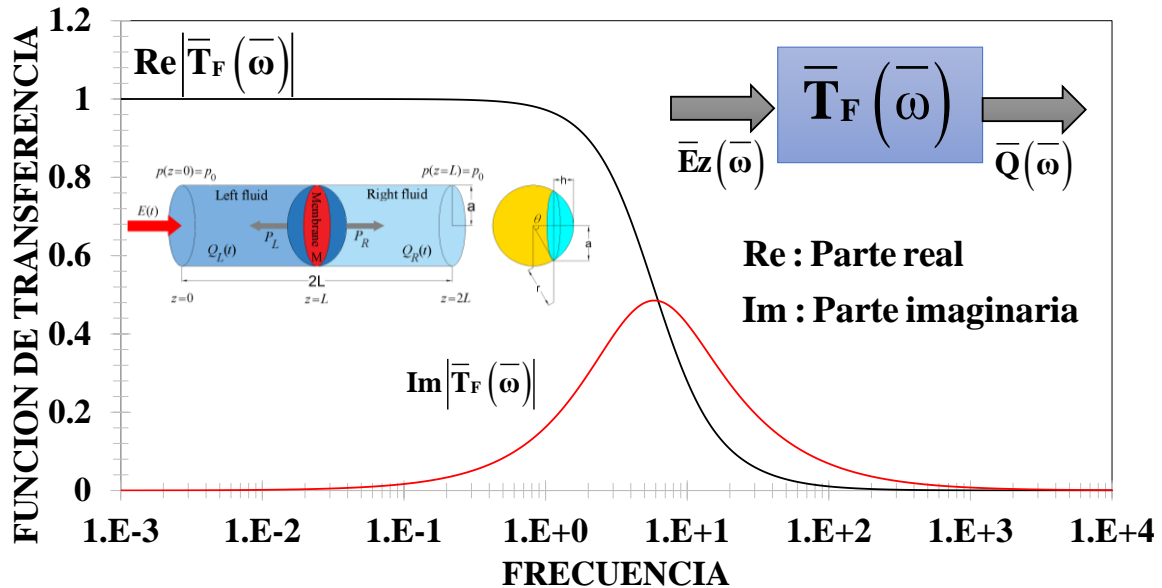 FUNCION DE TRANSFERENCIA
1.2
1
0.8
0.6
0.4
0.2
0
Re|T̅F(ω̅)|
T̅F(ω̅)
E̅z(ω̅)
Q̅(ω̅)
p(z=0)=p0
p(z=L)=p0
Left fluid
Right fluid
Membrane M
E(t)
PL
PR
QL(t)
QR(t)
a
2L
z=0
z=L
z=2L
h
θ
a
r
Re : Parte real
Im : Parte imaginaria
Im|T̅F(ω̅)|
1.E-3 1.E-2 1.E-1 1.E+0 1.E+1 1.E+2 1.E+3 1.E+4
FRECUENCIA